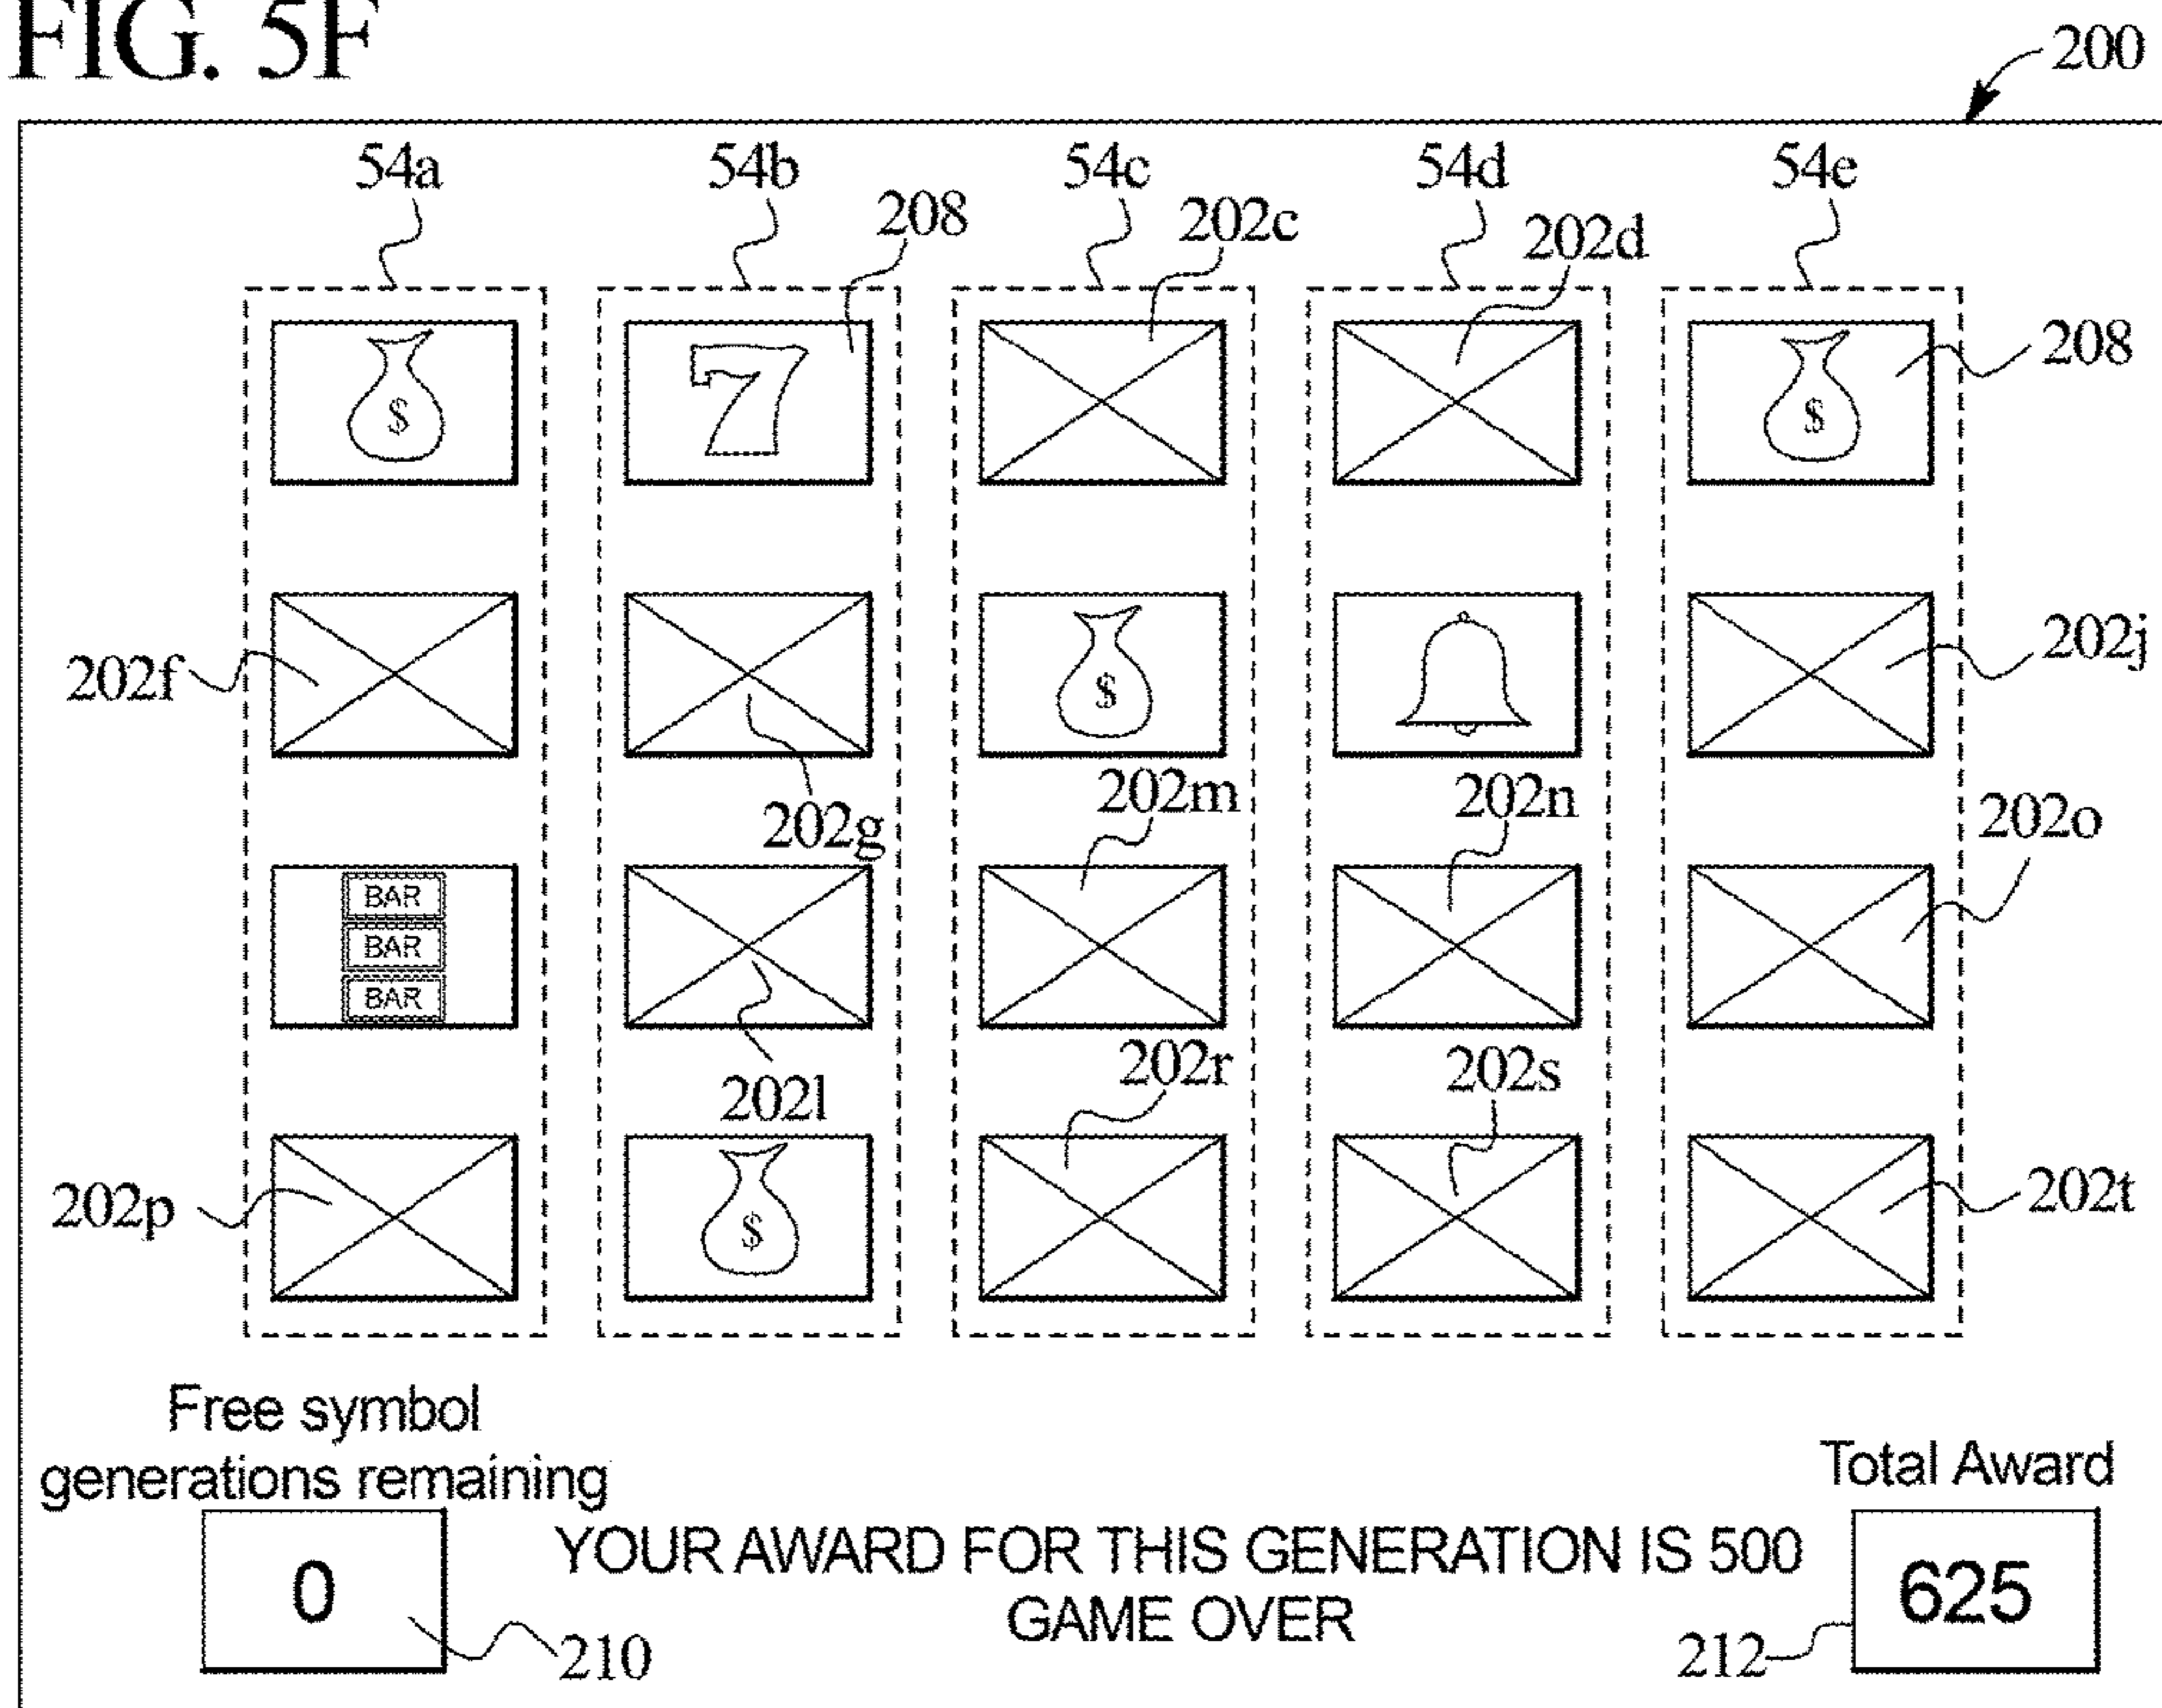 FIG. 5F
200
54a 54b 54c 54d 54e
208 202c 202d
7 208
$ $
202f $ 202j
202g 202m 202n 202o
BAR
BAR
BAR
202l 202r 202s
202p $ 202t
Free symbol
generations remaining
Total Award
0 YOUR AWARD FOR THIS GENERATION IS 500 625
GAME OVER
210 212